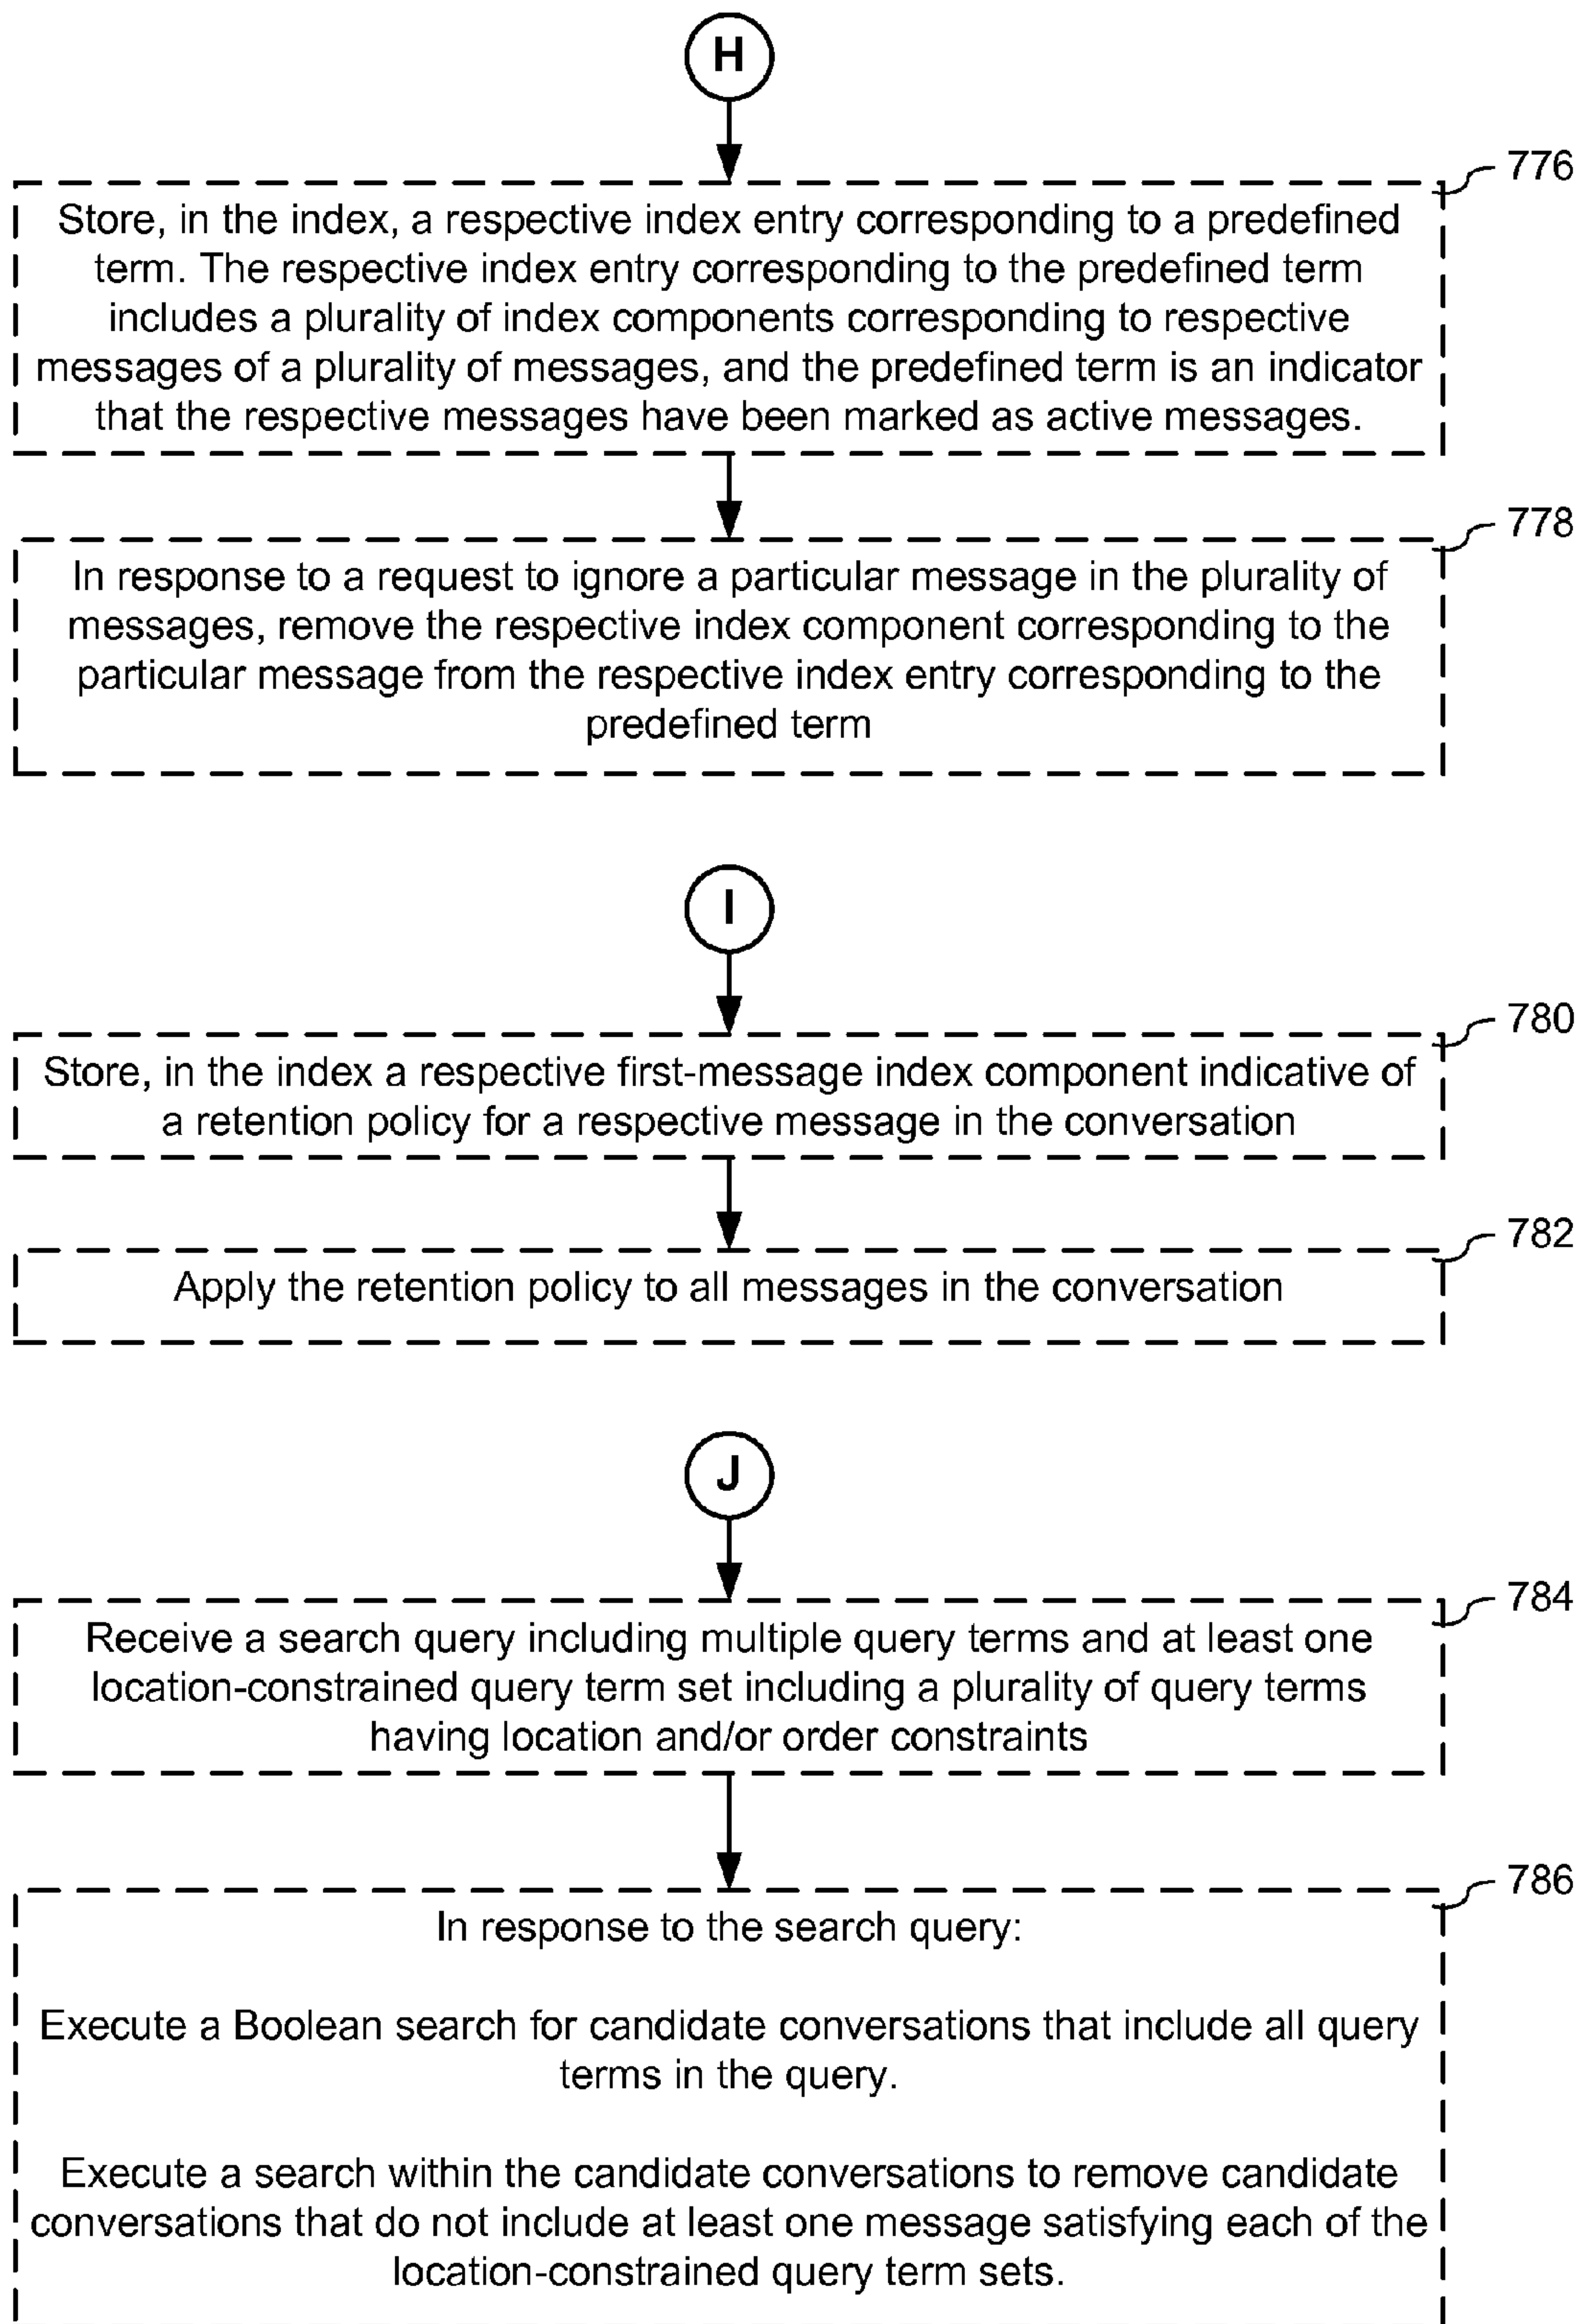 H
776
Store, in the index, a respective index entry corresponding to a predefined
term. The respective index entry corresponding to the predefined term
includes a plurality of index components corresponding to respective
messages of a plurality of messages, and the predefined term is an indicator
that the respective messages have been marked as active messages.
778
In response to a request to ignore a particular message in the plurality of
messages, remove the respective index component corresponding to the
particular message from the respective index entry corresponding to the
predefined term
I
780
Store, in the index a respective first-message index component indicative of
a retention policy for a respective message in the conversation
782
Apply the retention policy to all messages in the conversation
J
784
Receive a search query including multiple query terms and at least one
location-constrained query term set including a plurality of query terms
having location and/or order constraints
786
In response to the search query:
Execute a Boolean search for candidate conversations that include all query
terms in the query.
Execute a search within the candidate conversations to remove candidate
conversations that do not include at least one message satisfying each of the
location-constrained query term sets.